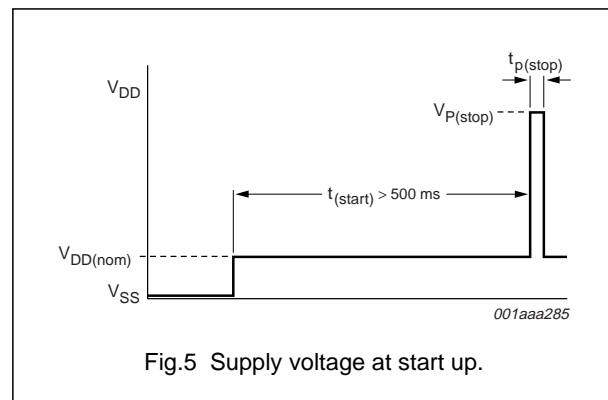 t_p(stop)
V_DD
V_P(stop)
t_(start) > 500 ms
V_DD(nom)
V_SS
001aaa285
Fig.5 Supply voltage at start up.